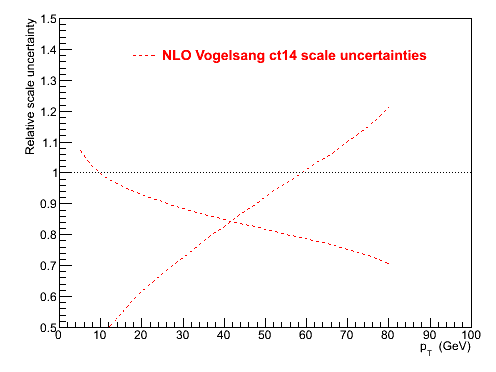 Relative scale uncertainty
1.5
1.4
1.3
1.2
1.1
1
0.9
0.8
0.7
0.6
0.5
NLO Vogelsang ct14 scale uncertainties
0 10 20 30 40 50 60 70 80 90 100
p_T (GeV)